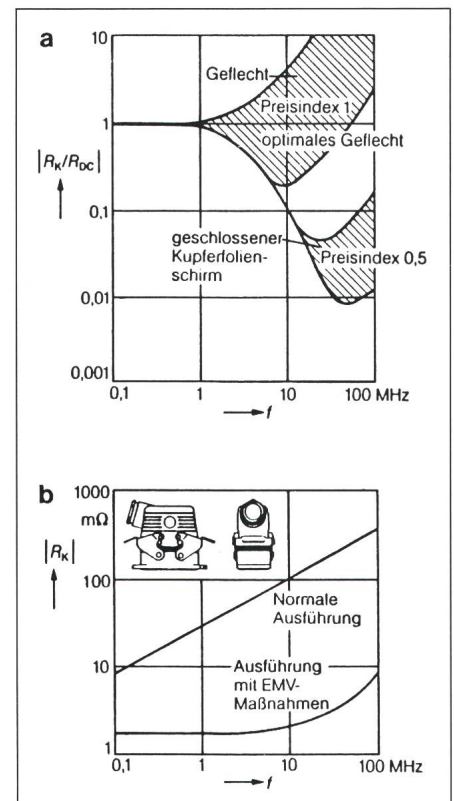 a
10
Geflecht
Preisindex 1
1
optimales Geflecht
|R_K/R_DC|
0,1
geschlossener
Kupferfolien-
schirm
Preisindex 0,5
0,01
0,001
0,1 1 10 100 MHz
f
b
1000
mΩ
|R_K|
100
Normale
Ausführung
10
Ausführung
mit EMV-
Maßnahmen
1
0,1 1 10 100 MHz
f